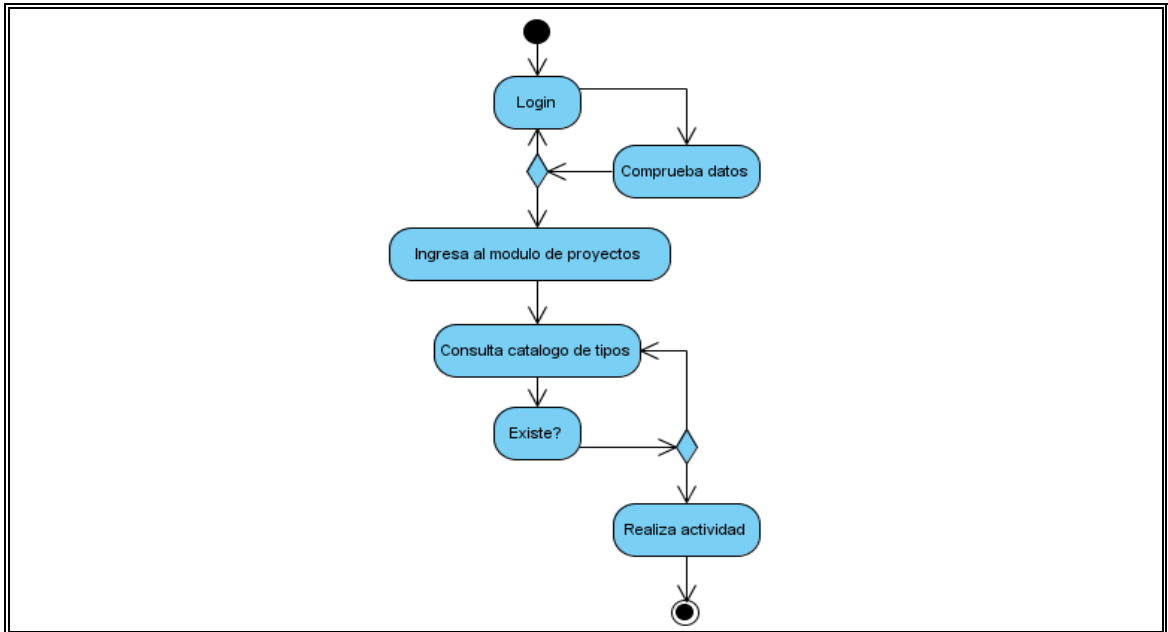 Login
Comprueba datos
Ingresa al modulo de proyectos
Consulta catalogo de tipos
Existe?
Realiza actividad